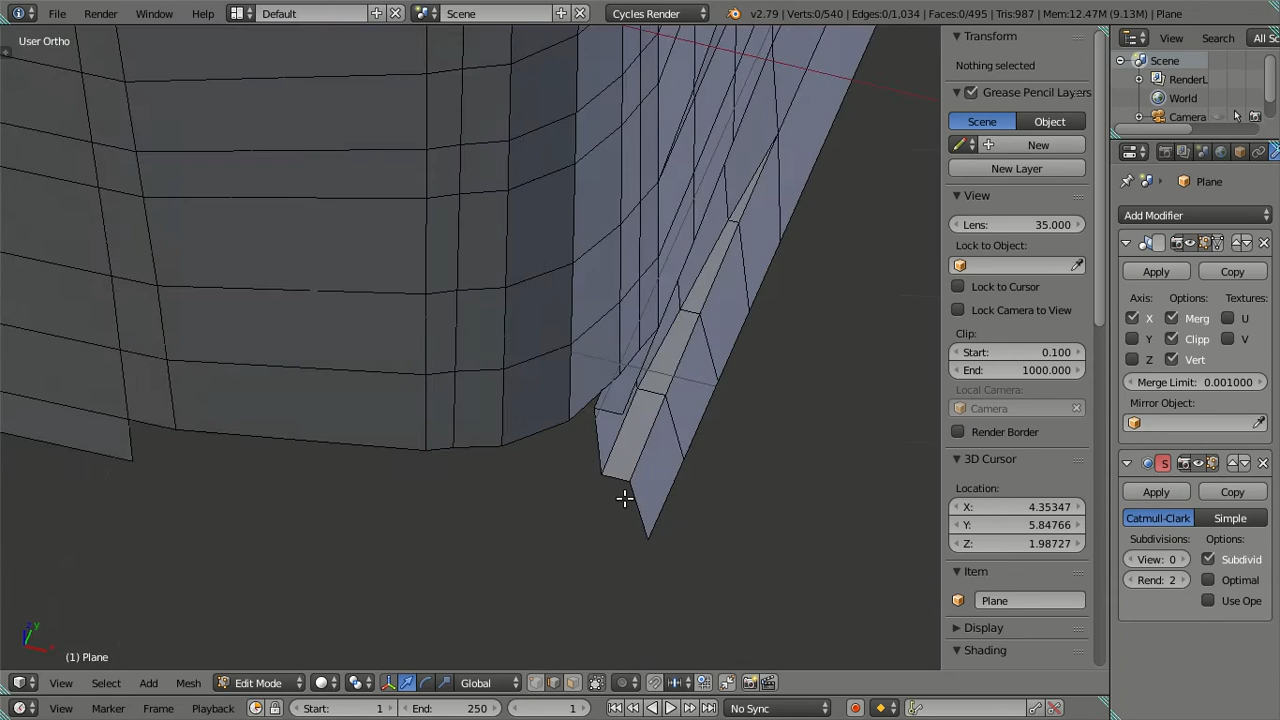 File Render Window Help Default Scene Cycles Render v2.79 | Verts:0/540 | Edges:0/1,034 | Faces:0/495 | Tris:987 | Mem:12.47M (9.13M) | Plane
User Ortho
(1) Plane
View Select Add Mesh Edit Mode Global
View Marker Frame Playback Start: 1 End: 250 1 No Sync
Transform
Nothing selected
Grease Pencil Layers
Scene Object
New
New Layer
View
Lens: 35.000
Lock to Object:
Lock to Cursor
Lock Camera to View
Clip:
Start: 0.100
End: 1000.000
Local Camera:
Camera
Render Border
3D Cursor
Location:
X: 4.35347
Y: 5.84766
Z: 1.98727
Item
Plane
Display
Shading
View Search All Sc
Scene
RenderL
World
Camera
Plane
Add Modifier
Apply Copy
Axis: Options: Textures:
X Merg U
Y Clipp V
Z Vert
Merge Limit: 0.001000
Mirror Object:
S
Apply Copy
Catmull-Clark Simple
Subdivisions: Options:
View: 0 Subdivid
Rend: 2 Optimal
Use Ope
z y x